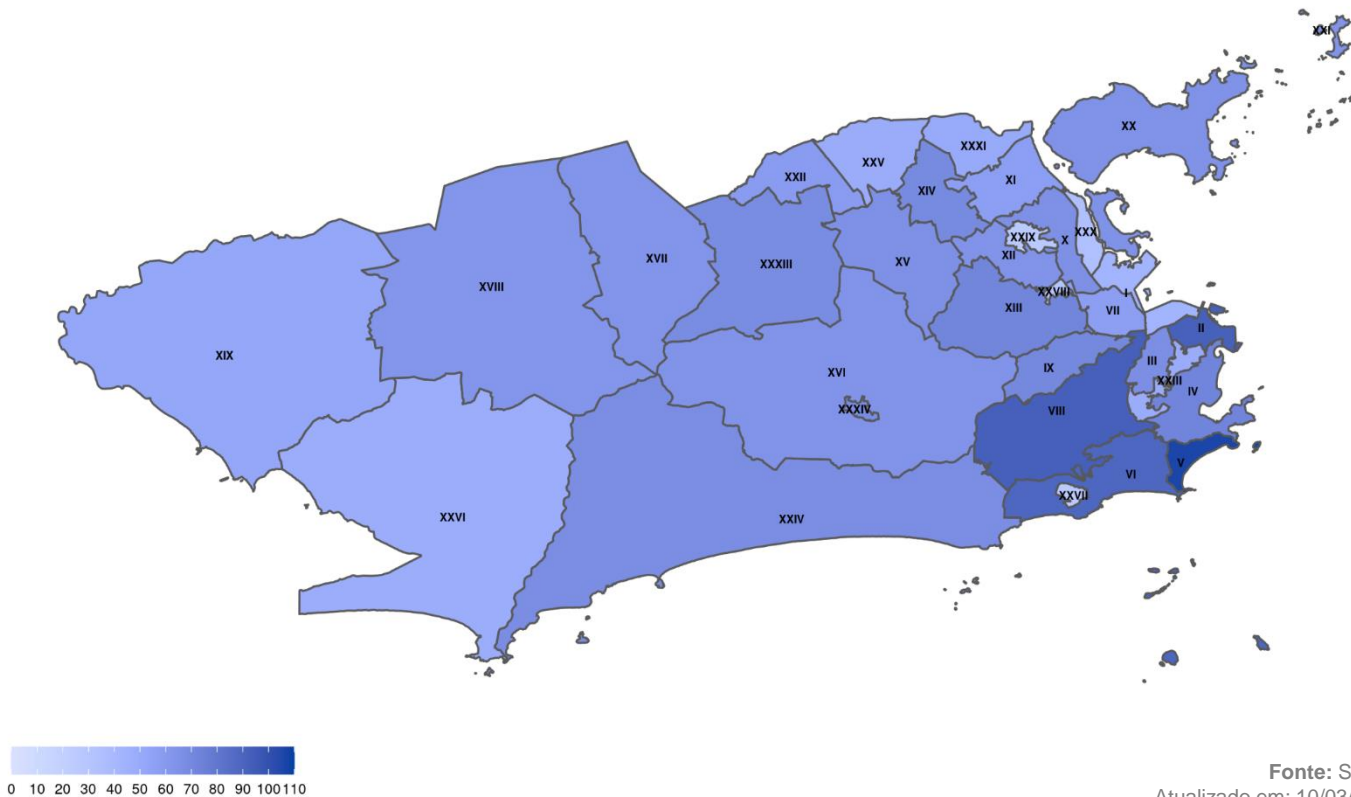 XXI
XX
XXXI
XXV
XXII
XI
XIV
XXX
XXIX
X
XII
XVII
XXXIII
XV
XVIII
XXVIII
I
XIII
VII
II
XIX
III
IX
XVI
XXIII
IV
XXXIV
VIII
V
VI
XXVII
XXVI
XXIV
0 10 20 30 40 50 60 70 80 90 100 110
Fonte: S
Atualizado em: 10/03/